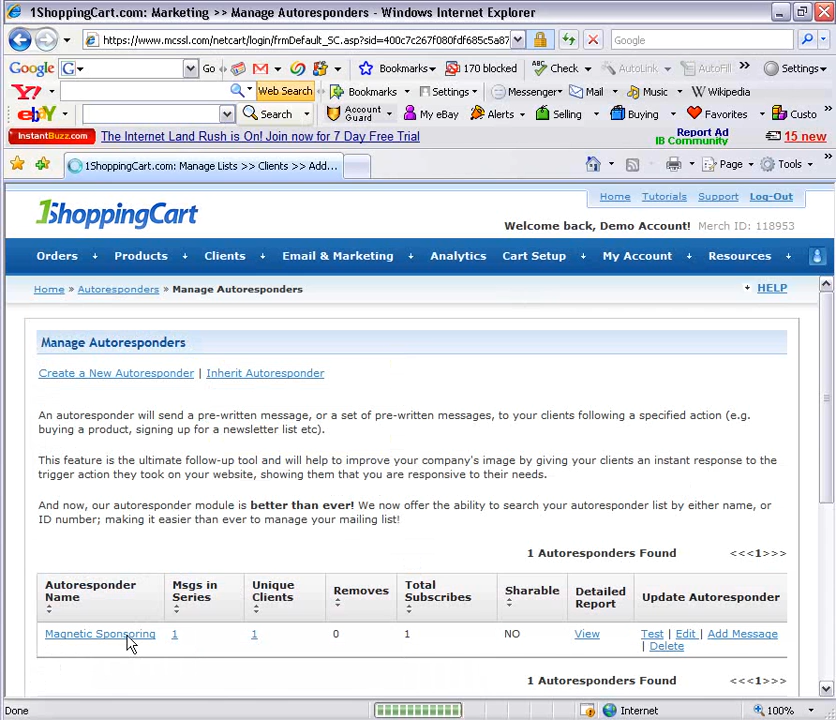 1ShoppingCart.com: Marketing >> Manage Autoresponders - Windows Internet Explorer
https://www.mcssl.com/netcart/login/frmDefault_SC.asp?sid=400c7c267f080fdf635c5a87
Google
Google G Go Bookmarks 170 blocked Check AutoLink AutoFill Settings
Y! Web Search Bookmarks Settings Messenger Mail Music Wikipedia
ebY Search Account Guard My eBay Alerts Selling Buying Favorites Custo
InstantBuzz.com The Internet Land Rush is On! Join now for 7 Day Free Trial Report Ad IB Community 15 new
1ShoppingCart.com: Manage Lists >> Clients >> Add... Page Tools
Home Tutorials Support Log-Out
1ShoppingCart
Welcome back, Demo Account! Merch ID: 118953
Orders Products Clients Email & Marketing Analytics Cart Setup My Account Resources
Home » Autoresponders » Manage Autoresponders HELP
Manage Autoresponders
Create a New Autoresponder | Inherit Autoresponder
An autoresponder will send a pre-written message, or a set of pre-written messages, to your clients following a specified action (e.g.
buying a product, signing up for a newsletter list etc).
This feature is the ultimate follow-up tool and will help to improve your company's image by giving your clients an instant response to the
trigger action they took on your website, showing them that you are responsive to their needs.
And now, our autoresponder module is better than ever! We now offer the ability to search your autoresponder list by either name, or
ID number; making it easier than ever to manage your mailing list!
1 Autoresponders Found <<<1>>>
Autoresponder Name Msgs in Series Unique Clients Removes Total Subscribes Sharable Detailed Report Update Autoresponder
Magnetic Sponsoring 1 1 0 1 NO View Test | Edit | Add Message
| Delete
1 Autoresponders Found <<<1>>>
Done Internet 100%